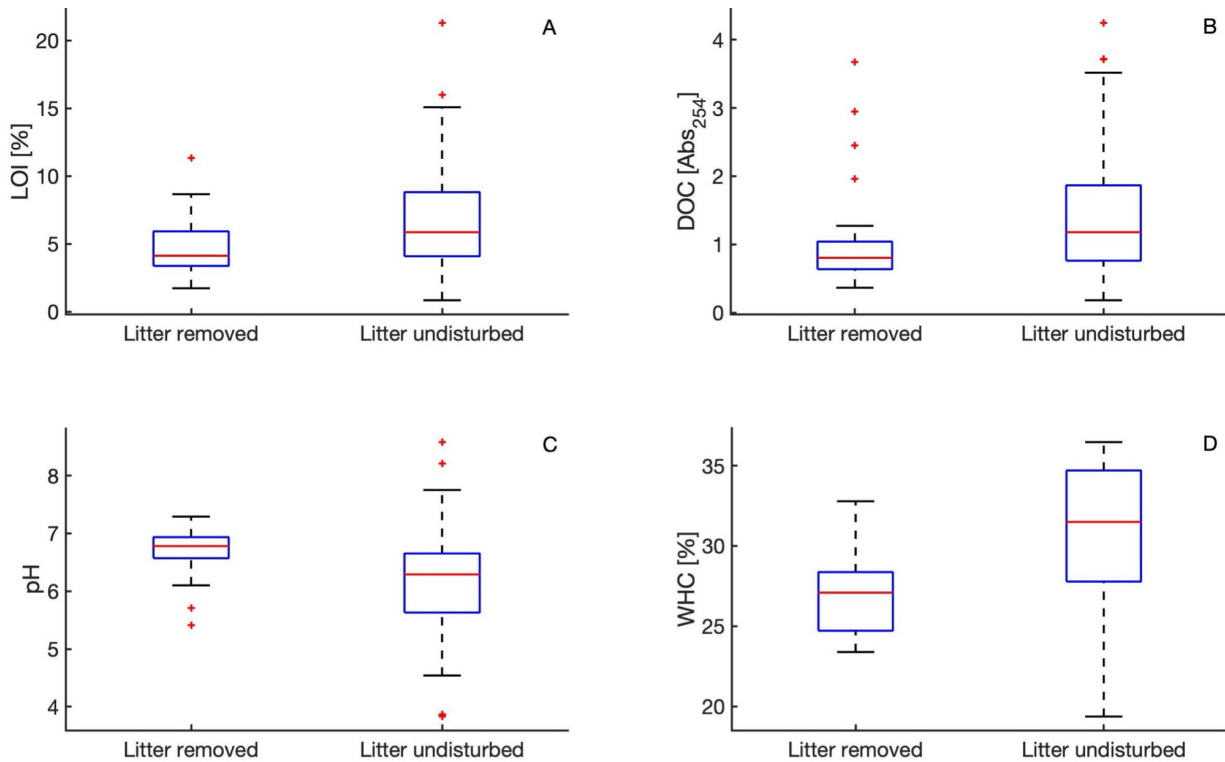 A
LOI [%]
20
15
10
5
0
Litter removed
Litter undisturbed
B
DOC [Abs254]
4
3
2
1
0
Litter removed
Litter undisturbed
C
pH
8
7
6
5
4
Litter removed
Litter undisturbed
D
WHC [%]
35
30
25
20
Litter removed
Litter undisturbed